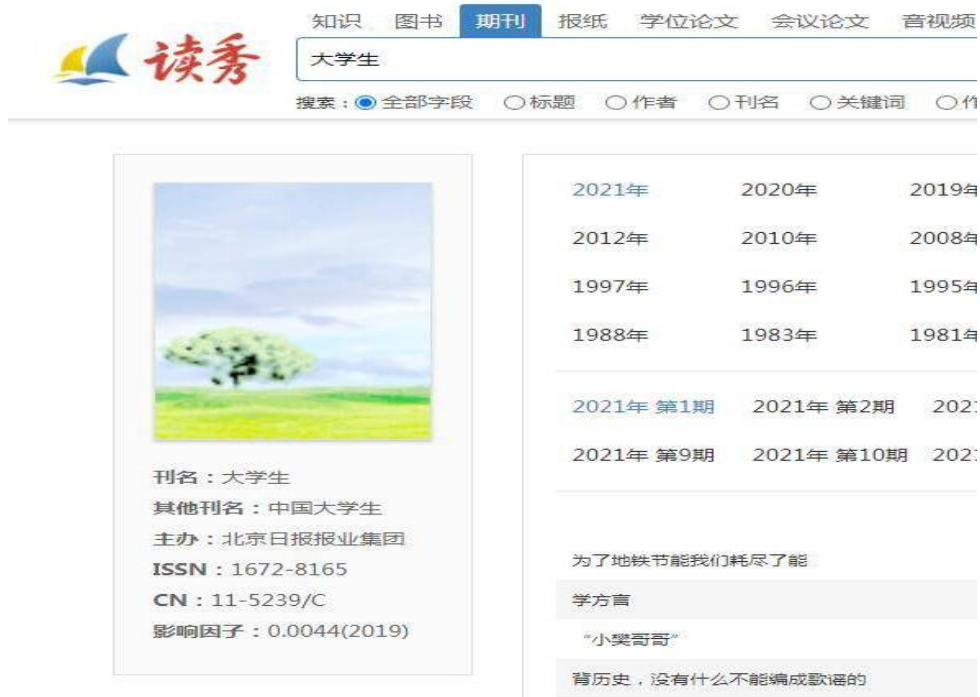 知识 图书 期刊 报纸 学位论文 会议论文 音视频
读秀
大学生
搜索：全部字段 标题 作者 刊名 关键词
2021年 2020年 2019年
2012年 2010年 2008年
1997年 1996年 1995年
1988年 1983年 1981年
2021年 第1期 2021年 第2期 202
2021年 第9期 2021年 第10期 202
刊名：大学生
其他刊名：中国大学生
主办：北京日报报业集团
ISSN：1672-8165
CN：11-5239/C
影响因子：0.0044(2019)
为了地铁节能我们耗尽了能
学方言
“小樊哥哥”
背历史，没有什么不能编成歌谣的